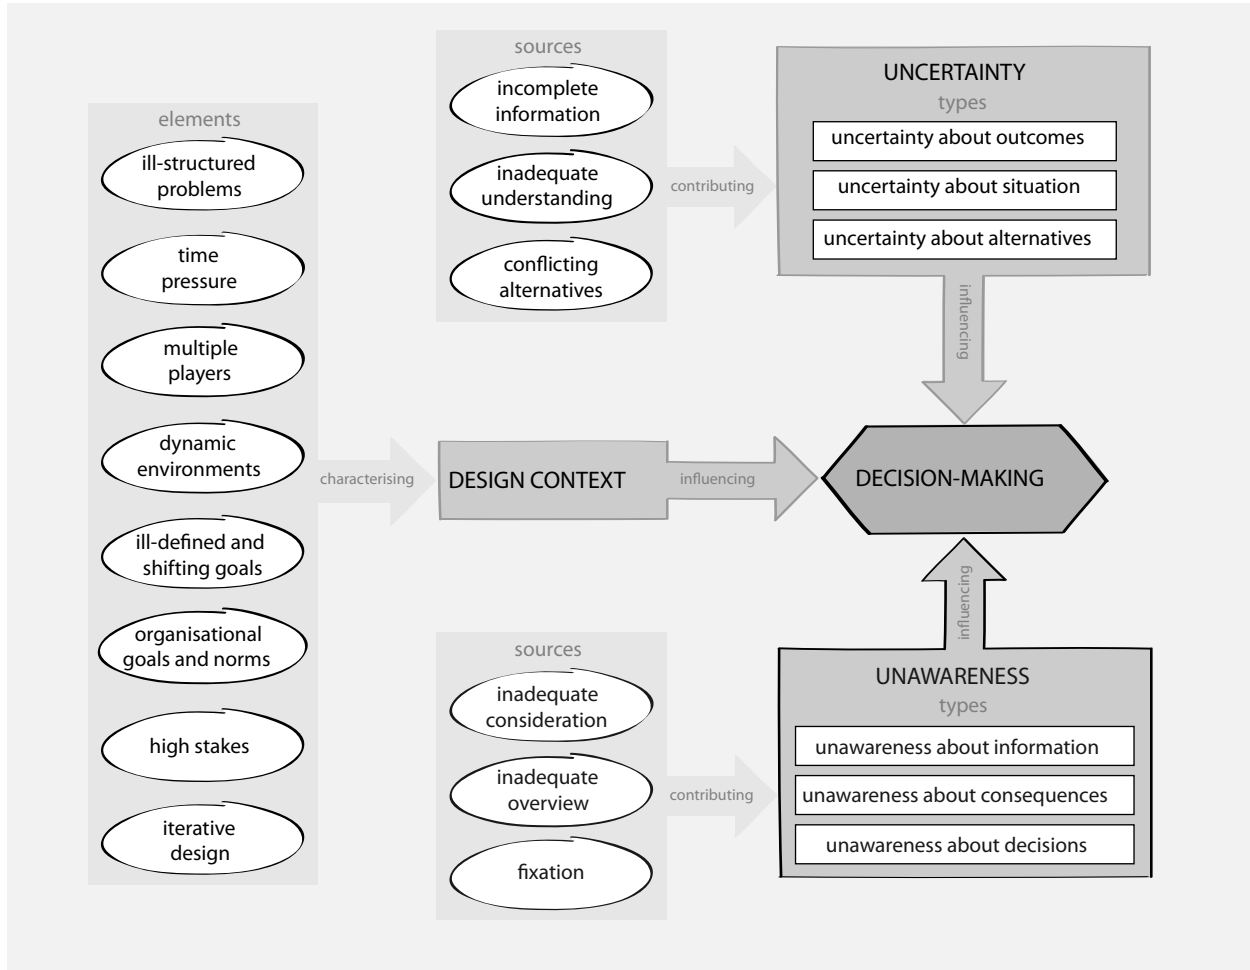 elements
ill-structured
problems
time
pressure
multiple
players
dynamic
environments
ill-defined and
shifting goals
organisational
goals and norms
high stakes
iterative
design
characterising
sources
incomplete
information
inadequate
understanding
conflicting
alternatives
contributing
UNCERTAINTY
types
uncertainty about outcomes
uncertainty about situation
uncertainty about alternatives
influencing
DESIGN CONTEXT
influencing
DECISION-MAKING
sources
inadequate
consideration
inadequate
overview
fixation
contributing
influencing
UNAWARENESS
types
unawareness about information
unawareness about consequences
unawareness about decisions